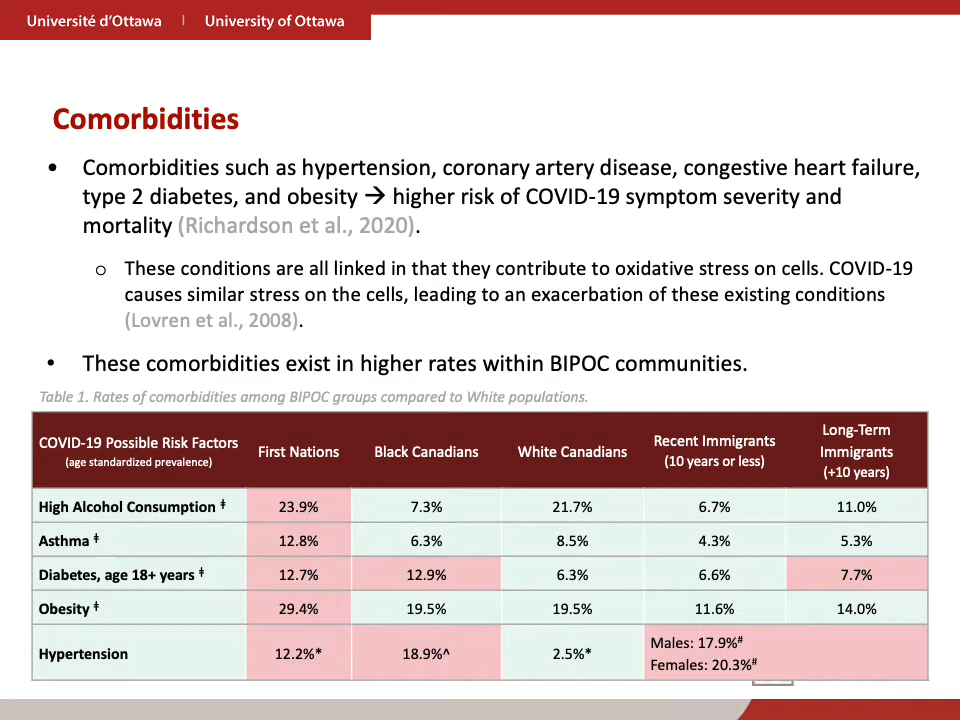 Université d'Ottawa | University of Ottawa
Comorbidities
• Comorbidities such as hypertension, coronary artery disease, congestive heart failure,
type 2 diabetes, and obesity → higher risk of COVID-19 symptom severity and
mortality (Richardson et al., 2020).
o These conditions are all linked in that they contribute to oxidative stress on cells. COVID-19
causes similar stress on the cells, leading to an exacerbation of these existing conditions
(Lovren et al., 2008).
• These comorbidities exist in higher rates within BIPOC communities.
Table 1. Rates of comorbidities among BIPOC groups compared to White populations.
COVID-19 Possible Risk Factors
(age standardized prevalence)
First Nations
Black Canadians
White Canadians
Recent Immigrants
(10 years or less)
Long-Term
Immigrants
(+10 years)
High Alcohol Consumption ǂ 23.9% 7.3% 21.7% 6.7% 11.0%
Asthma ǂ 12.8% 6.3% 8.5% 4.3% 5.3%
Diabetes, age 18+ years ǂ 12.7% 12.9% 6.3% 6.6% 7.7%
Obesity ǂ 29.4% 19.5% 19.5% 11.6% 14.0%
Hypertension 12.2%* 18.9%^ 2.5%*
Males: 17.9%#
Females: 20.3%#